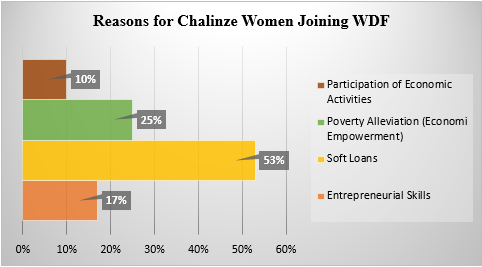 Reasons for Chalinze Women Joining WDF
10%
25%
53%
17%
Participation of Economic
Activities
Poverty Alleviation (Economi
Empowerment)
Soft Loans
Entrepreneurial Skills
0% 10% 20% 30% 40% 50% 60%